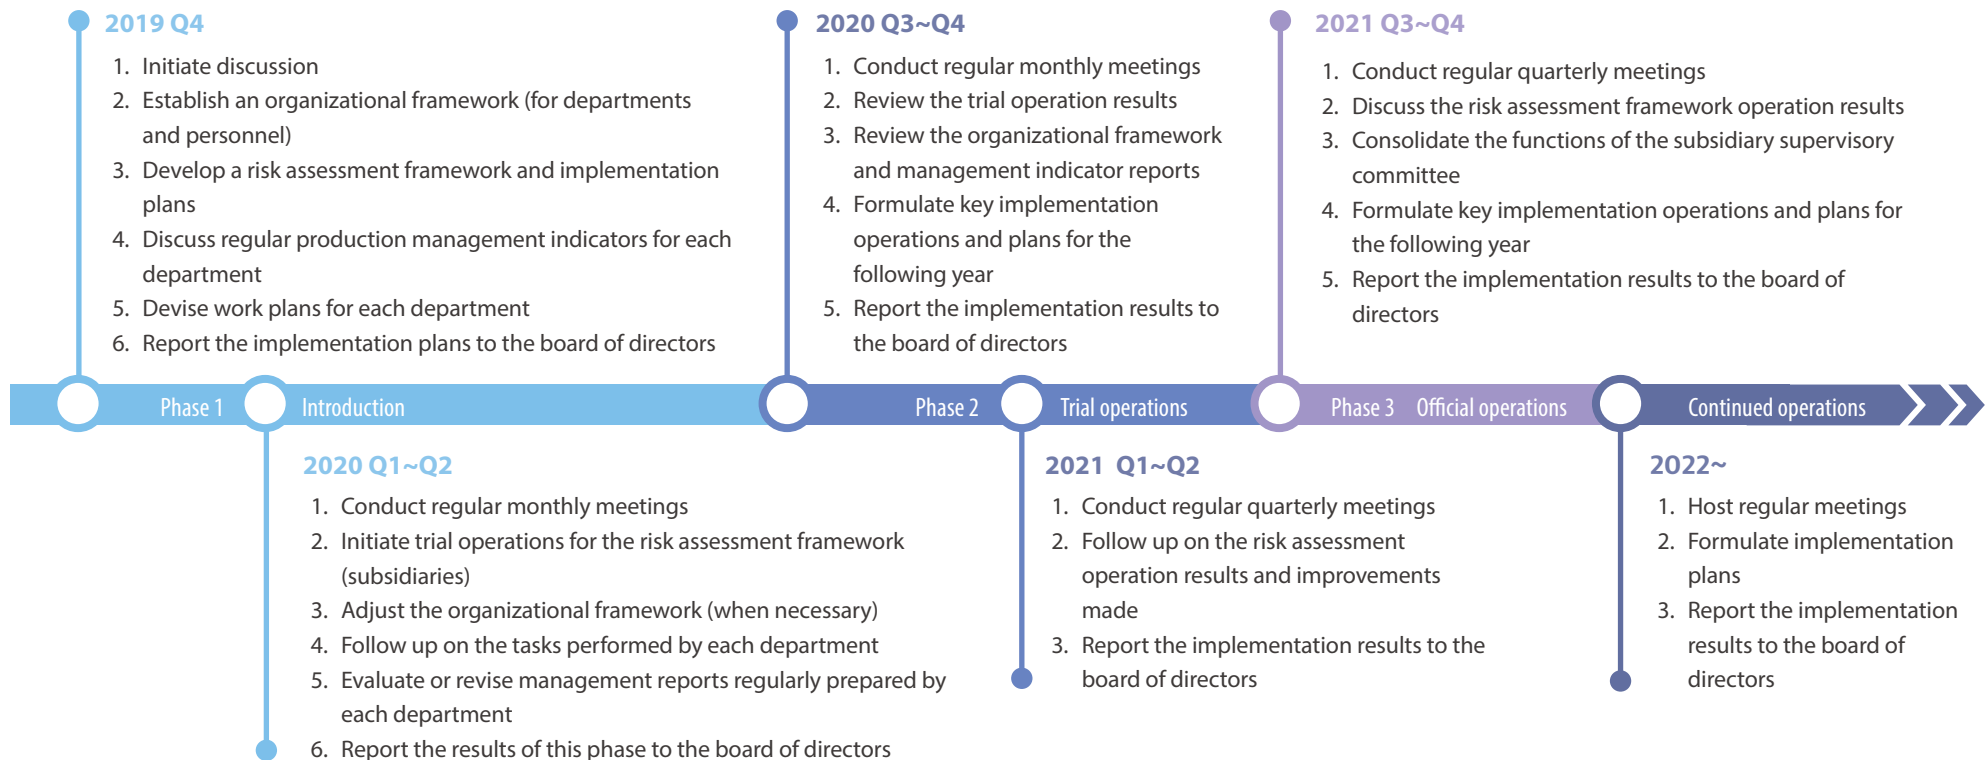 2019 Q4
1. Initiate discussion
2. Establish an organizational framework (for departments
and personnel)
3. Develop a risk assessment framework and implementation
plans
4. Discuss regular production management indicators for each
department
5. Devise work plans for each department
6. Report the implementation plans to the board of directors
2020 Q3~Q4
1. Conduct regular monthly meetings
2. Review the trial operation results
3. Review the organizational framework
and management indicator reports
4. Formulate key implementation
operations and plans for the
following year
5. Report the implementation results to
the board of directors
2021 Q3~Q4
1. Conduct regular quarterly meetings
2. Discuss the risk assessment framework operation results
3. Consolidate the functions of the subsidiary supervisory
committee
4. Formulate key implementation operations and plans for
the following year
5. Report the implementation results to the board of
directors
Phase 1 Introduction
Phase 2 Trial operations
Phase 3 Official operations
Continued operations
2020 Q1~Q2
1. Conduct regular monthly meetings
2. Initiate trial operations for the risk assessment framework
(subsidiaries)
3. Adjust the organizational framework (when necessary)
4. Follow up on the tasks performed by each department
5. Evaluate or revise management reports regularly prepared by
each department
6. Report the results of this phase to the board of directors
2021 Q1~Q2
1. Conduct regular quarterly meetings
2. Follow up on the risk assessment
operation results and improvements
made
3. Report the implementation results to the
board of directors
2022~
1. Host regular meetings
2. Formulate implementation
plans
3. Report the implementation
results to the board of
directors